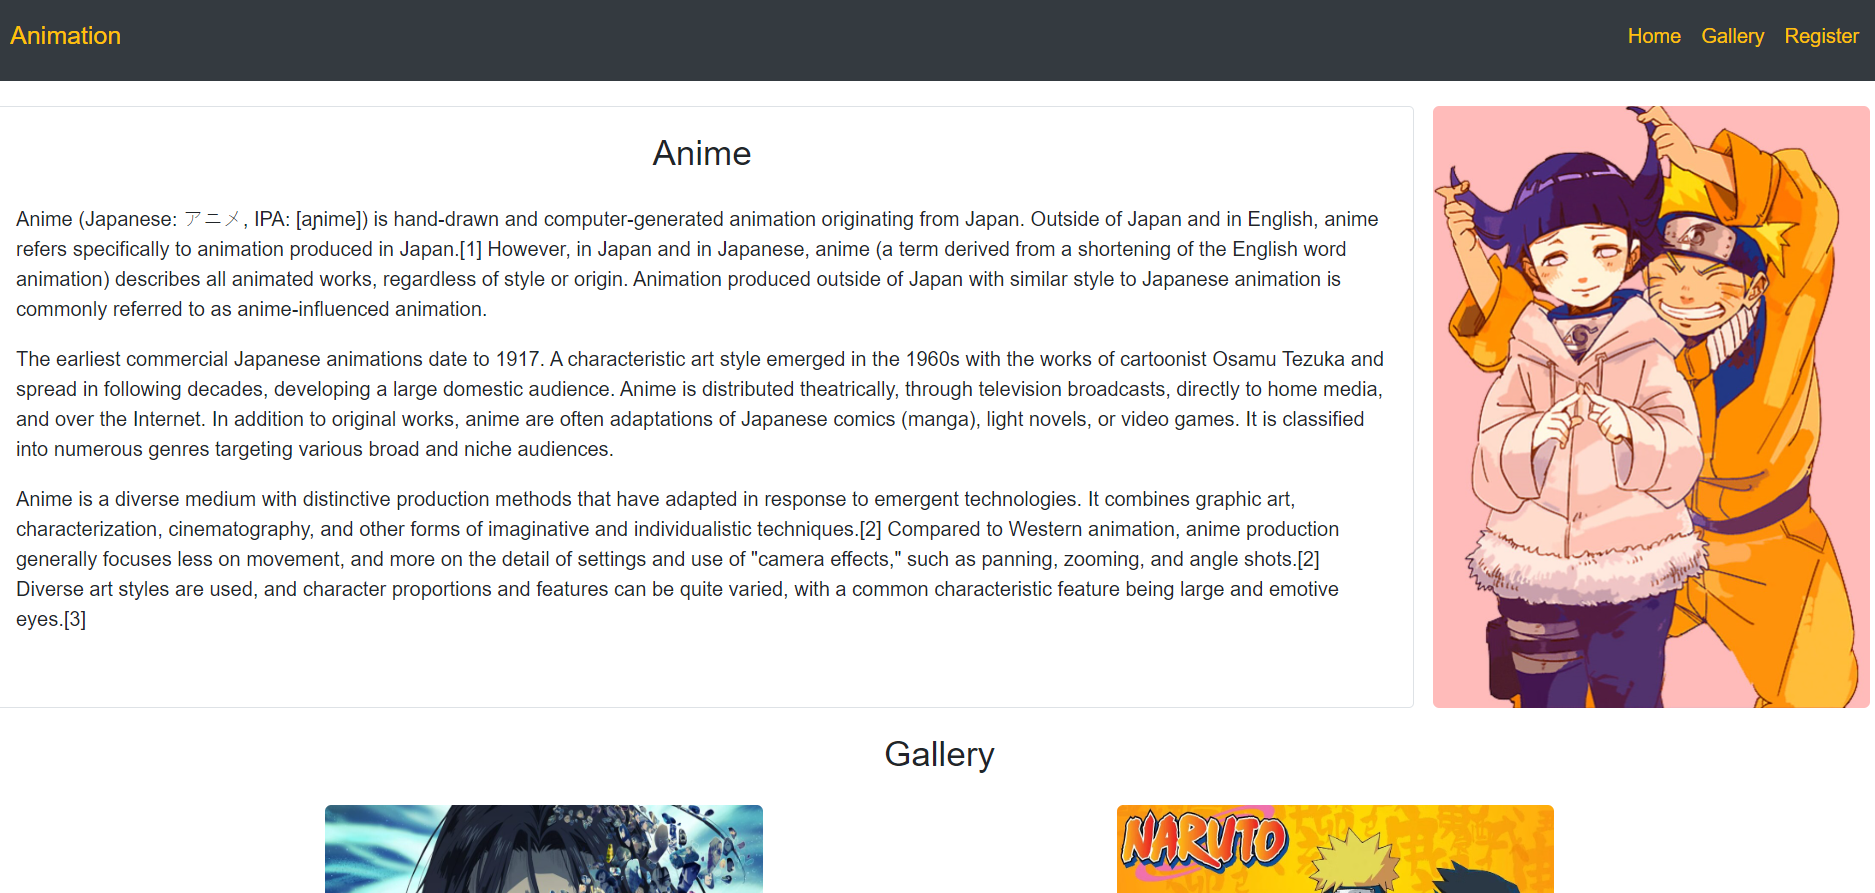 Animation
Home Gallery Register
Anime
Anime (Japanese: アニメ, IPA: [aɲime]) is hand-drawn and computer-generated animation originating from Japan. Outside of Japan and in English, anime
refers specifically to animation produced in Japan.[1] However, in Japan and in Japanese, anime (a term derived from a shortening of the English word
animation) describes all animated works, regardless of style or origin. Animation produced outside of Japan with similar style to Japanese animation is
commonly referred to as anime-influenced animation.
The earliest commercial Japanese animations date to 1917. A characteristic art style emerged in the 1960s with the works of cartoonist Osamu Tezuka and
spread in following decades, developing a large domestic audience. Anime is distributed theatrically, through television broadcasts, directly to home media,
and over the Internet. In addition to original works, anime are often adaptations of Japanese comics (manga), light novels, or video games. It is classified
into numerous genres targeting various broad and niche audiences.
Anime is a diverse medium with distinctive production methods that have adapted in response to emergent technologies. It combines graphic art,
characterization, cinematography, and other forms of imaginative and individualistic techniques.[2] Compared to Western animation, anime production
generally focuses less on movement, and more on the detail of settings and use of "camera effects," such as panning, zooming, and angle shots.[2]
Diverse art styles are used, and character proportions and features can be quite varied, with a common characteristic feature being large and emotive
eyes.[3]
Gallery
NARUTO